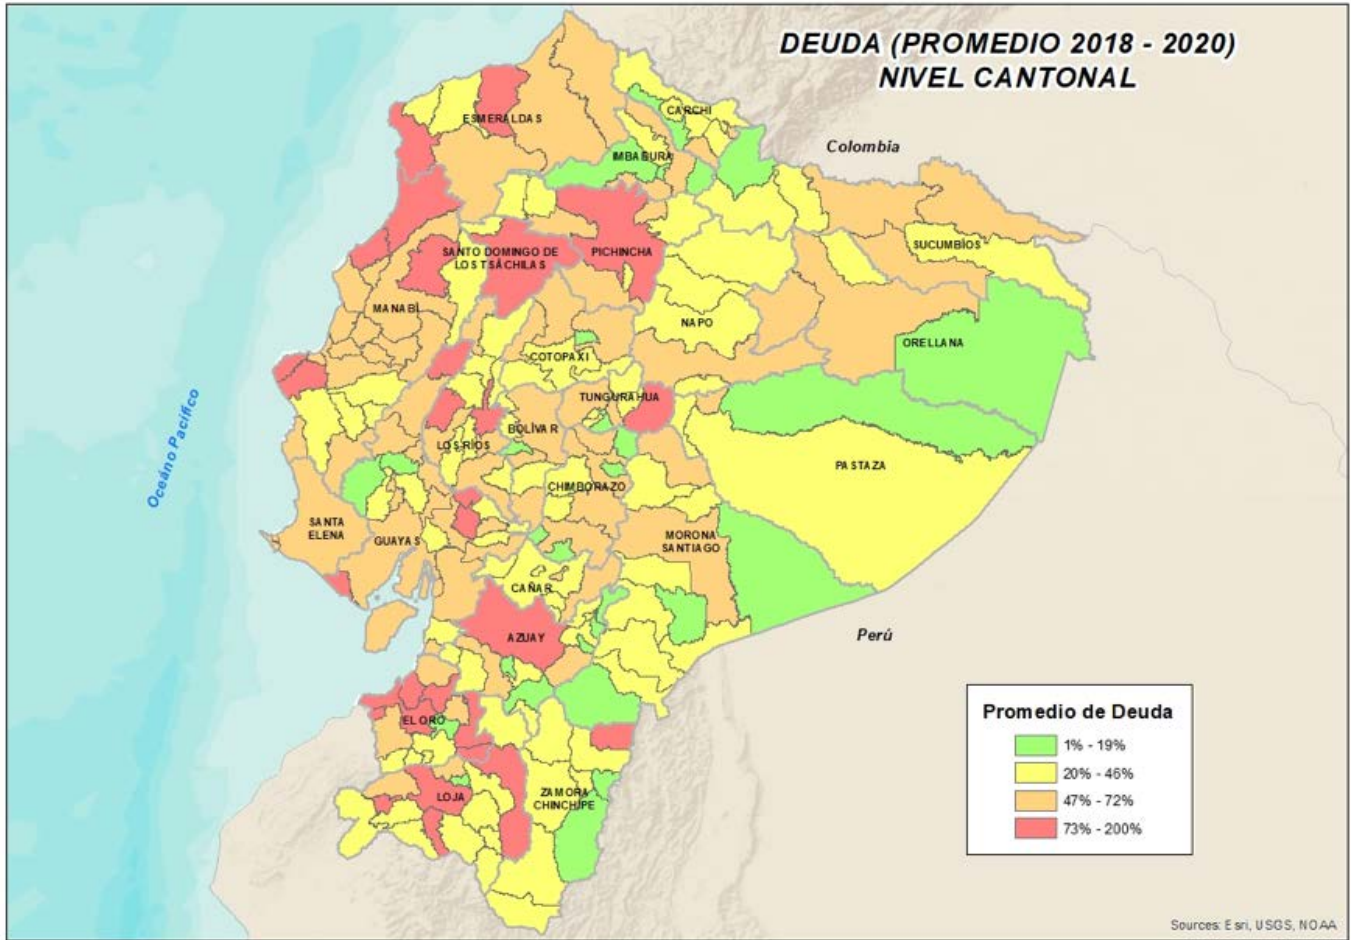 DEUDA (PROMEDIO 2018 - 2020)
NIVEL CANTONAL
CARCHI
ESMERALDAS
Colombia
IMBABURA
SUCUMBÍOS
SANTO DOMINGO DE
LOS TSÁCHILAS
PICHINCHA
MANABÍ
NAPO
ORELLANA
COTOPAXI
TUNGURAHUA
Oceáno Pacífico
BOLÍVAR
LOS RÍOS
PASTAZA
CHIMBORAZO
SANTA
ELENA
GUAYAS
MORONA
SANTIAGO
CAÑAR
AZUAY
Perú
EL ORO
LOJA
ZAMORA
CHINCHIPE
Promedio de Deuda
1% - 19%
20% - 46%
47% - 72%
73% - 200%
Sources: Esri, USGS, NOAA